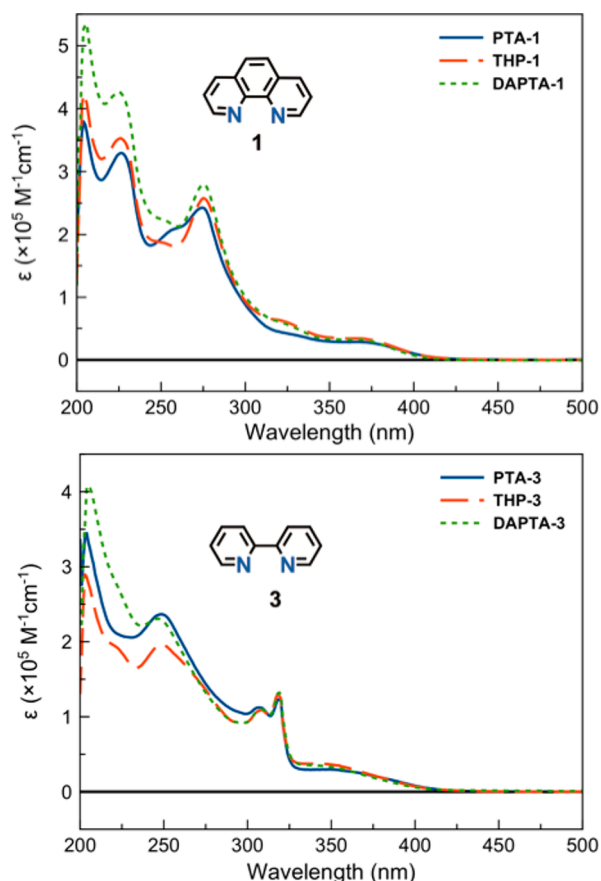 PTA-1
THP-1
DAPTA-1
N N
1
ε (×10⁵ M⁻¹cm⁻¹)
5
4
3
2
1
0
200 250 300 350 400 450 500
Wavelength (nm)
PTA-3
THP-3
DAPTA-3
N N
3
ε (×10⁵ M⁻¹cm⁻¹)
4
3
2
1
0
200 250 300 350 400 450 500
Wavelength (nm)